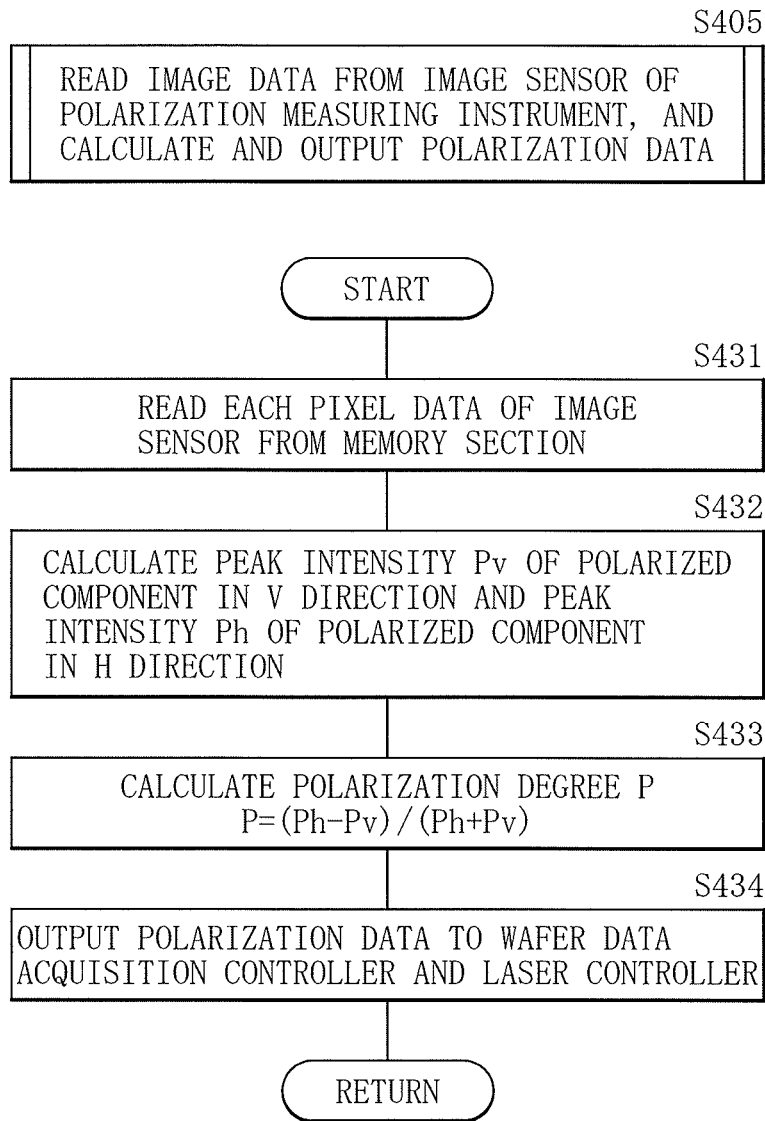 S405
READ IMAGE DATA FROM IMAGE SENSOR OF
POLARIZATION MEASURING INSTRUMENT, AND
CALCULATE AND OUTPUT POLARIZATION DATA
START
S431
READ EACH PIXEL DATA OF IMAGE
SENSOR FROM MEMORY SECTION
S432
CALCULATE PEAK INTENSITY Pv OF POLARIZED
COMPONENT IN V DIRECTION AND PEAK
INTENSITY Ph OF POLARIZED COMPONENT
IN H DIRECTION
S433
CALCULATE POLARIZATION DEGREE P
P=(Ph-Pv)/(Ph+Pv)
S434
OUTPUT POLARIZATION DATA TO WAFER DATA
ACQUISITION CONTROLLER AND LASER CONTROLLER
RETURN